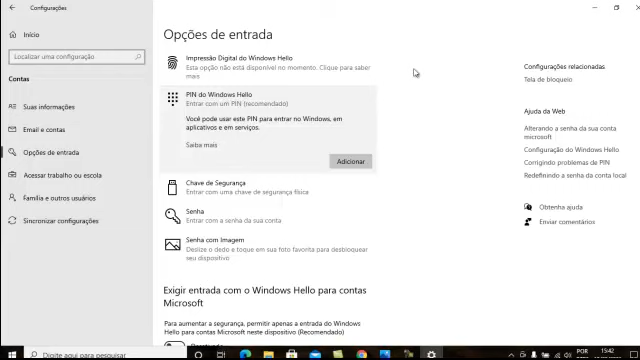 Configurações
Início
Localizar uma configuração
Contas
Suas informações
Email e contas
Opções de entrada
Acessar trabalho ou escola
Família e outros usuários
Sincronizar configurações
Opções de entrada
Impressão Digital do Windows Hello
Esta opção não está disponível no momento. Clique para saber
mais
PIN do Windows Hello
Entrar com um PIN (recomendado)
Você pode usar este PIN para entrar no Windows, em
aplicativos e em serviços.
Saiba mais
Adicionar
Chave de Segurança
Entrar com uma chave de segurança física
Senha
Entrar com a senha da sua conta
Senha com Imagem
Deslize o dedo e toque em sua foto favorita para desbloquear
seu dispositivo
Exigir entrada com o Windows Hello para contas
Microsoft
Para aumentar a segurança, permitir apenas a entrada do Windows
Hello para contas Microsoft neste dispositivo (Recomendado)
Configurações relacionadas
Tela de bloqueio
Ajuda da Web
Alterando a senha da sua conta
microsoft
Configuração do Windows Hello
Corrigindo problemas de PIN
Redefinindo a senha da conta local
Obtenha ajuda
Enviar comentários
Digite aqui para pesquisar
POR
15:42